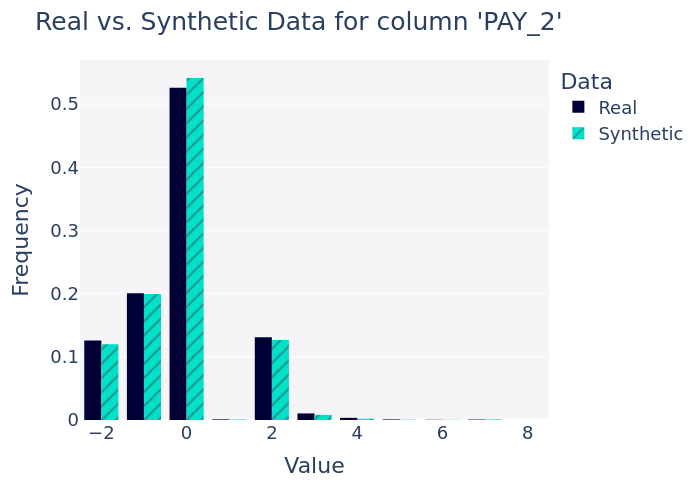 Real vs. Synthetic Data for column 'PAY_2'
Data
Real
Synthetic
Frequency
0.5
0.4
0.3
0.2
0.1
0
−2
0
2
4
6
8
Value